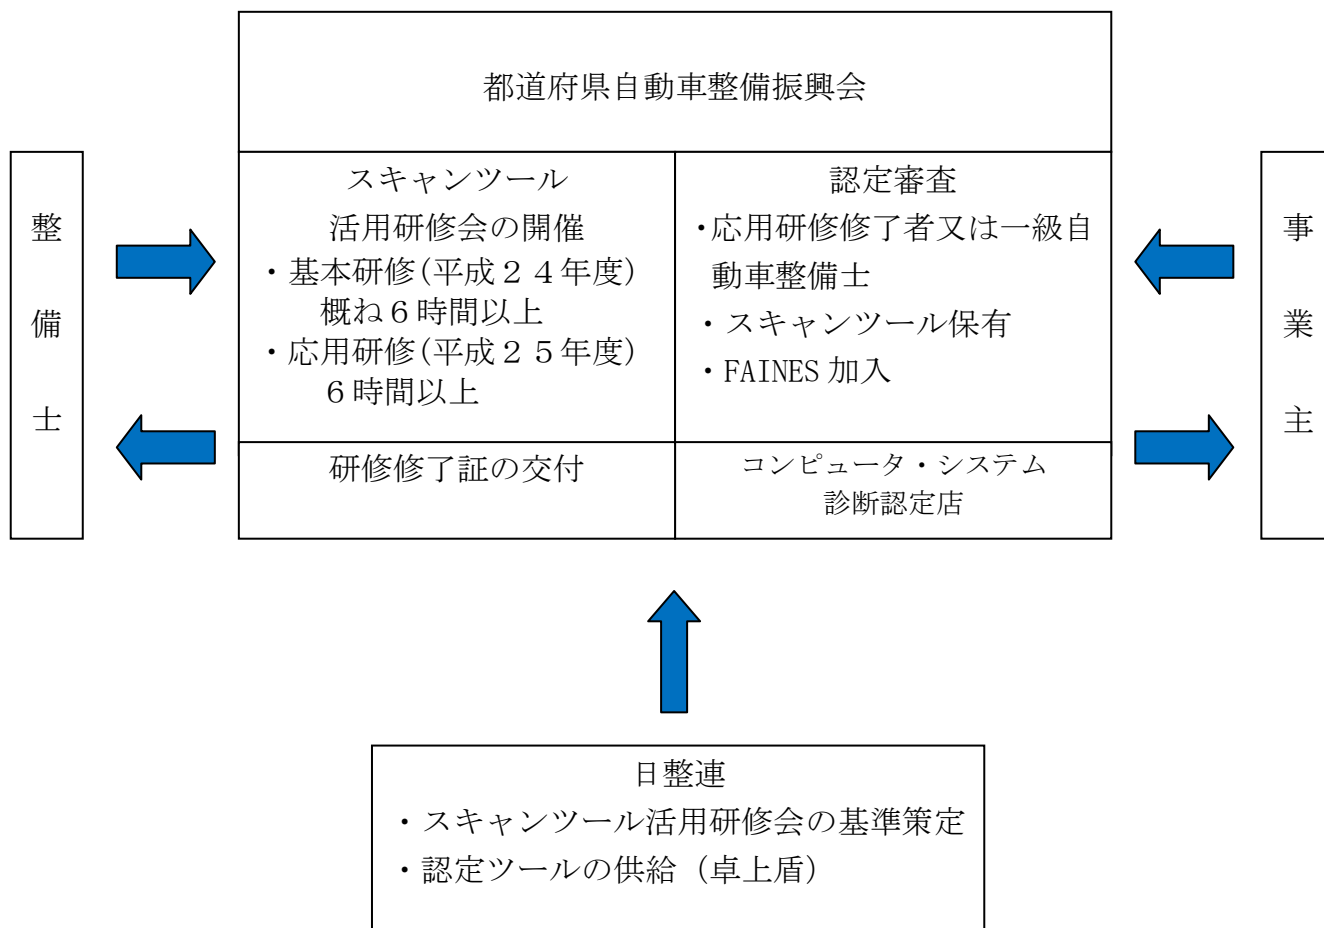 都道府県自動車整備振興会
整備士
スキャンツール
活用研修会の開催
・基本研修(平成２４年度)
概ね６時間以上
・応用研修(平成２５年度)
６時間以上
認定審査
・応用研修修了者又は一級自
動車整備士
・スキャンツール保有
・FAINES 加入
事業主
研修修了証の交付
コンピュータ・システム
診断認定店
日整連
・スキャンツール活用研修会の基準策定
・認定ツールの供給（卓上盾）